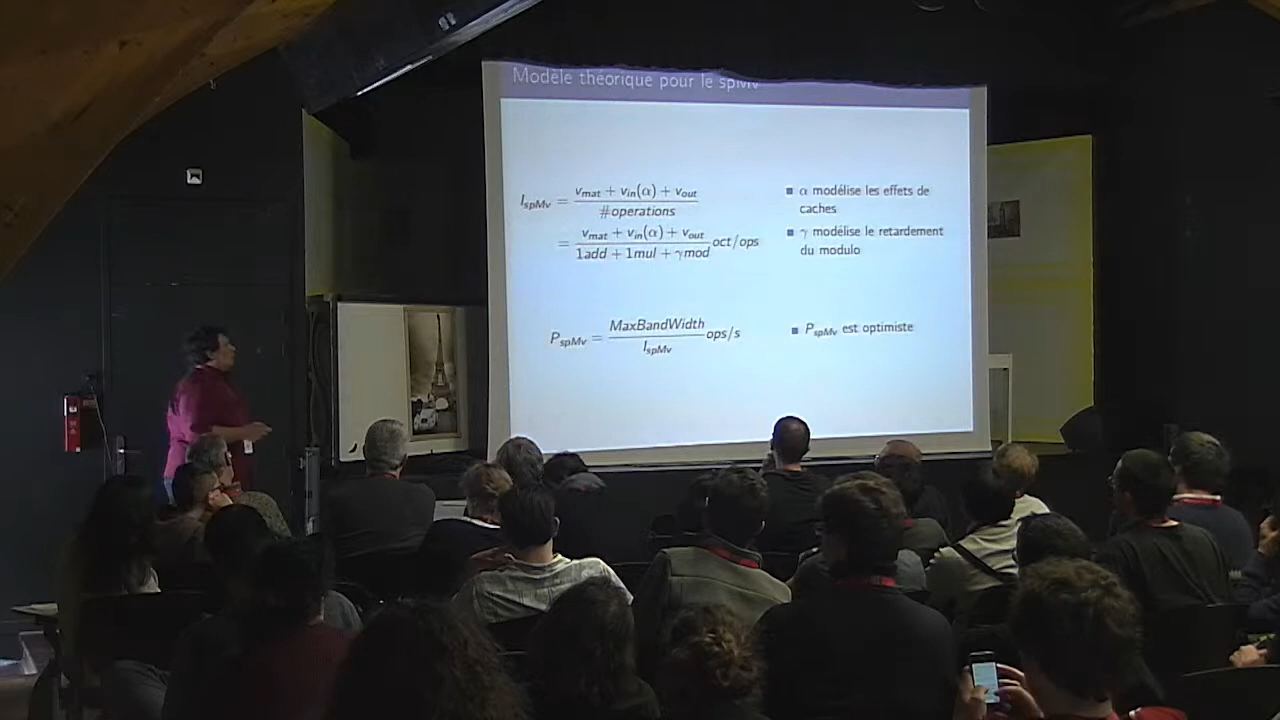 Modèle théorique pour le spMv
I_spMv = (v_mat + v_in(α) + v_out) / #operations
= (v_mat + v_in(α) + v_out) / (1add + 1mul + γmod) oct/ops
P_spMv = MaxBandWidth / I_spMv ops/s
α modélise les effets de
caches
γ modélise le retardement
du modulo
P_spMv est optimiste